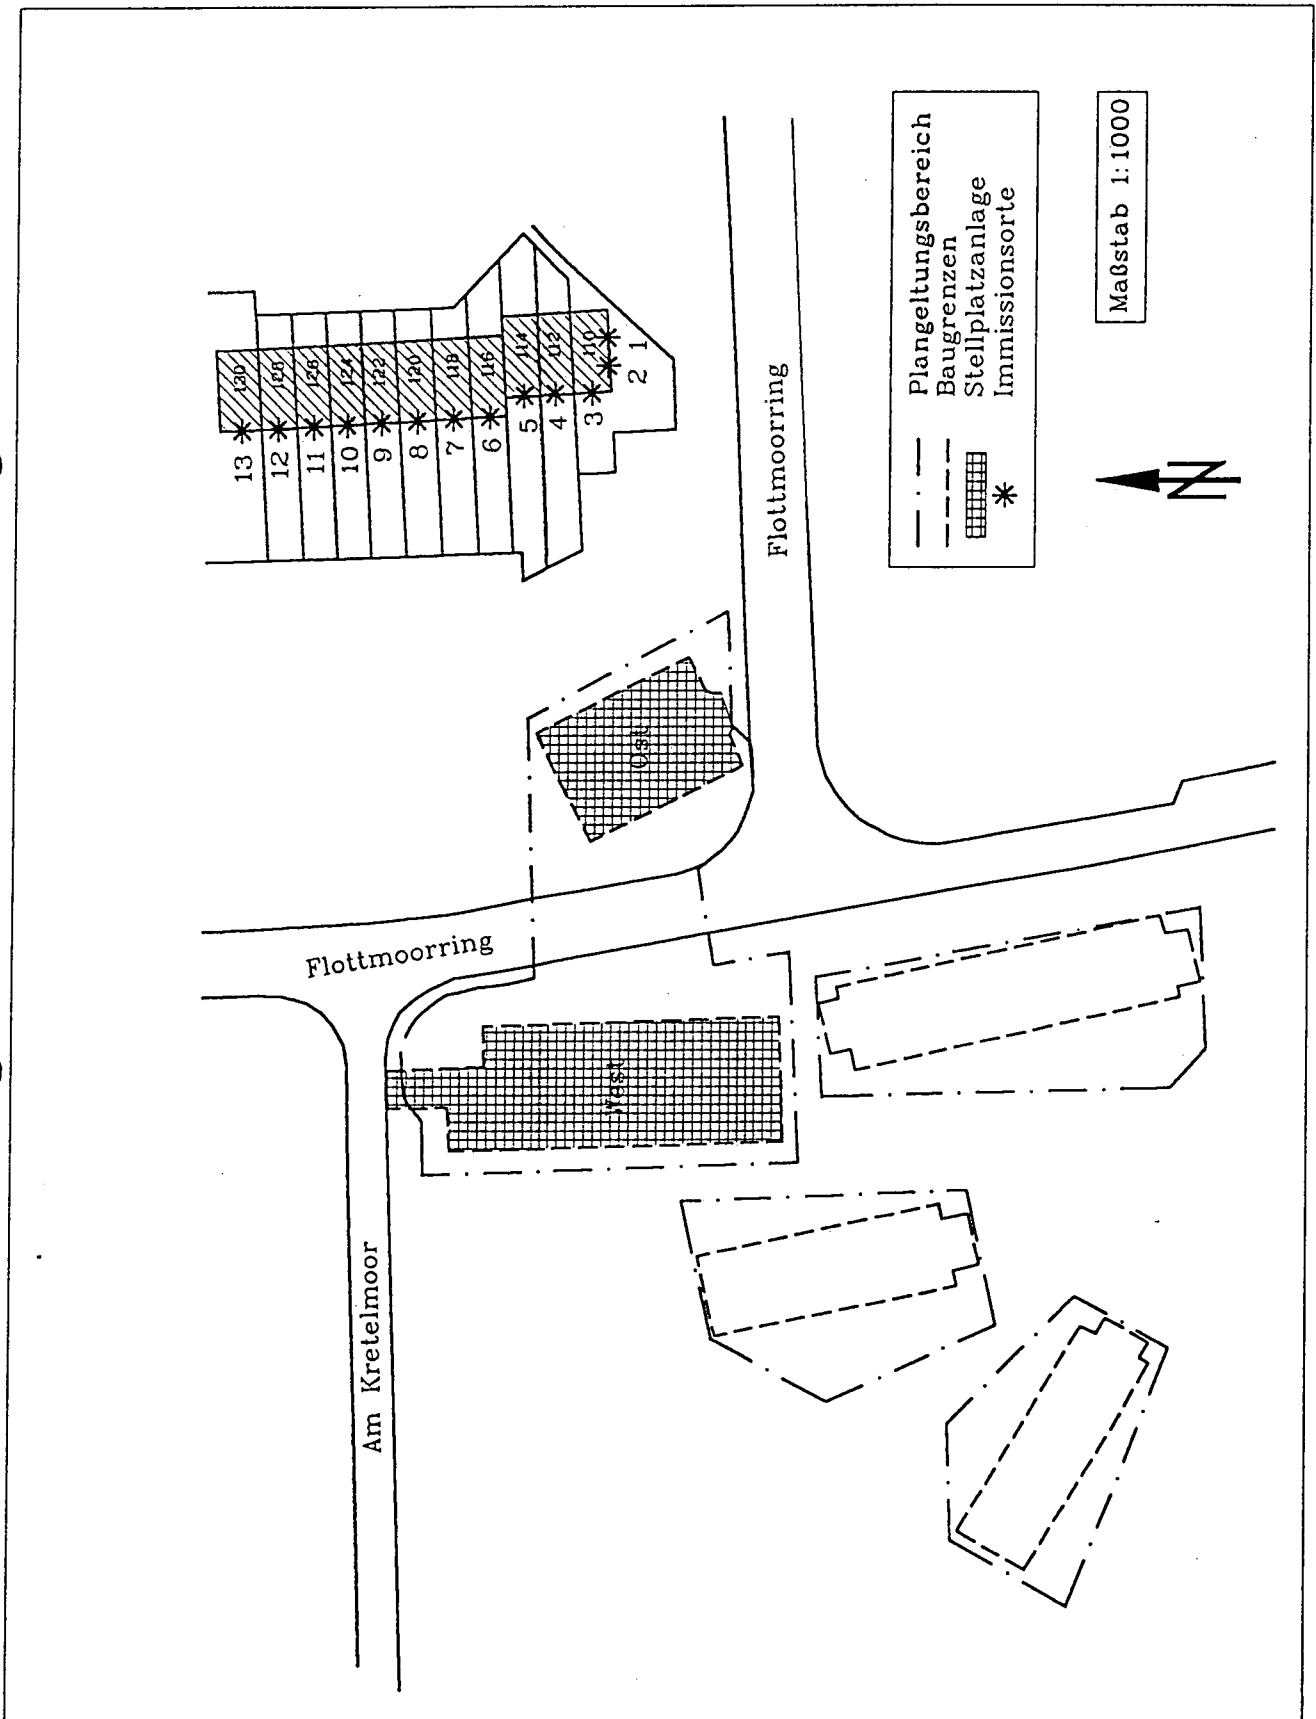 130
128
126
124
122
120
118
116
114
112
110
13
12
11
10
9
8
7
6
5
4
3
2
1
Flottmoorring
Plangeltungsbereich
Baugrenzen
Stellplatzanlage
Immissionsorte
Maßstab 1:1000
N
Ost
Flottmoorring
West
Am Kretelmoor